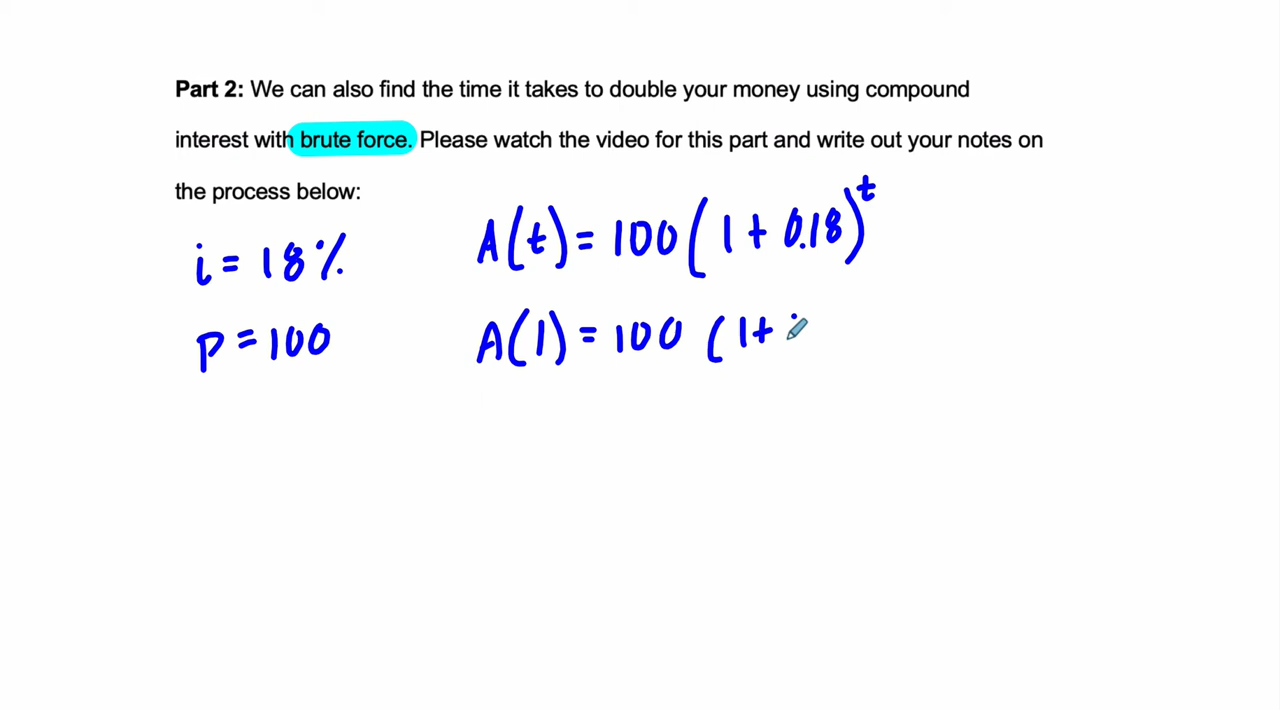 Part 2: We can also find the time it takes to double your money using compound
interest with brute force. Please watch the video for this part and write out your notes on
the process below:
i = 18%
A(t) = 100(1 + 0.18)^t
p = 100
A(1) = 100 (1+